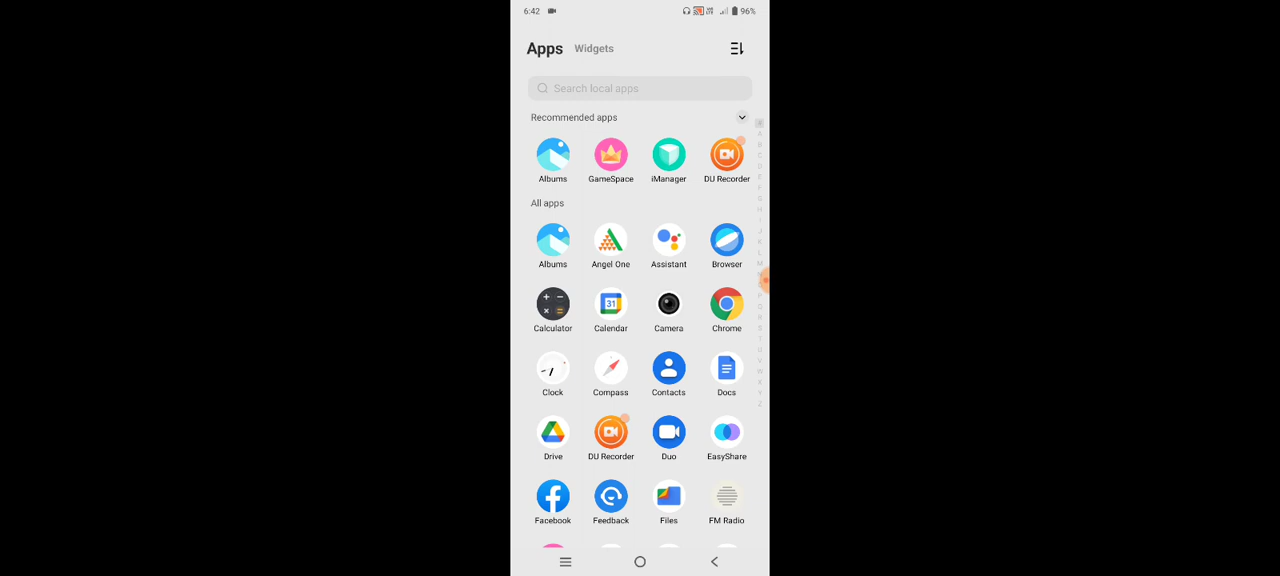 6:42 96%
Apps Widgets
Search local apps
Recommended apps
Albums GameSpace iManager DU Recorder
All apps
Albums Angel One Assistant Browser
31
Calculator Calendar Camera Chrome
Clock Compass Contacts Docs
Drive DU Recorder Duo EasyShare
Facebook Feedback Files FM Radio